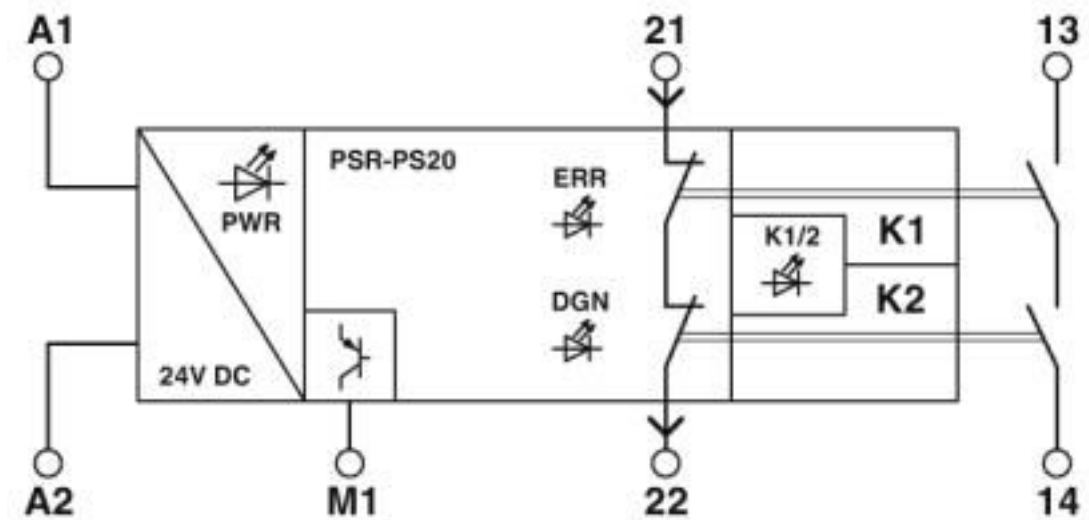 A1
21
13
PSR-PS20
ERR
PWR
K1/2
K1
DGN
K2
24V DC
A2
M1
22
14